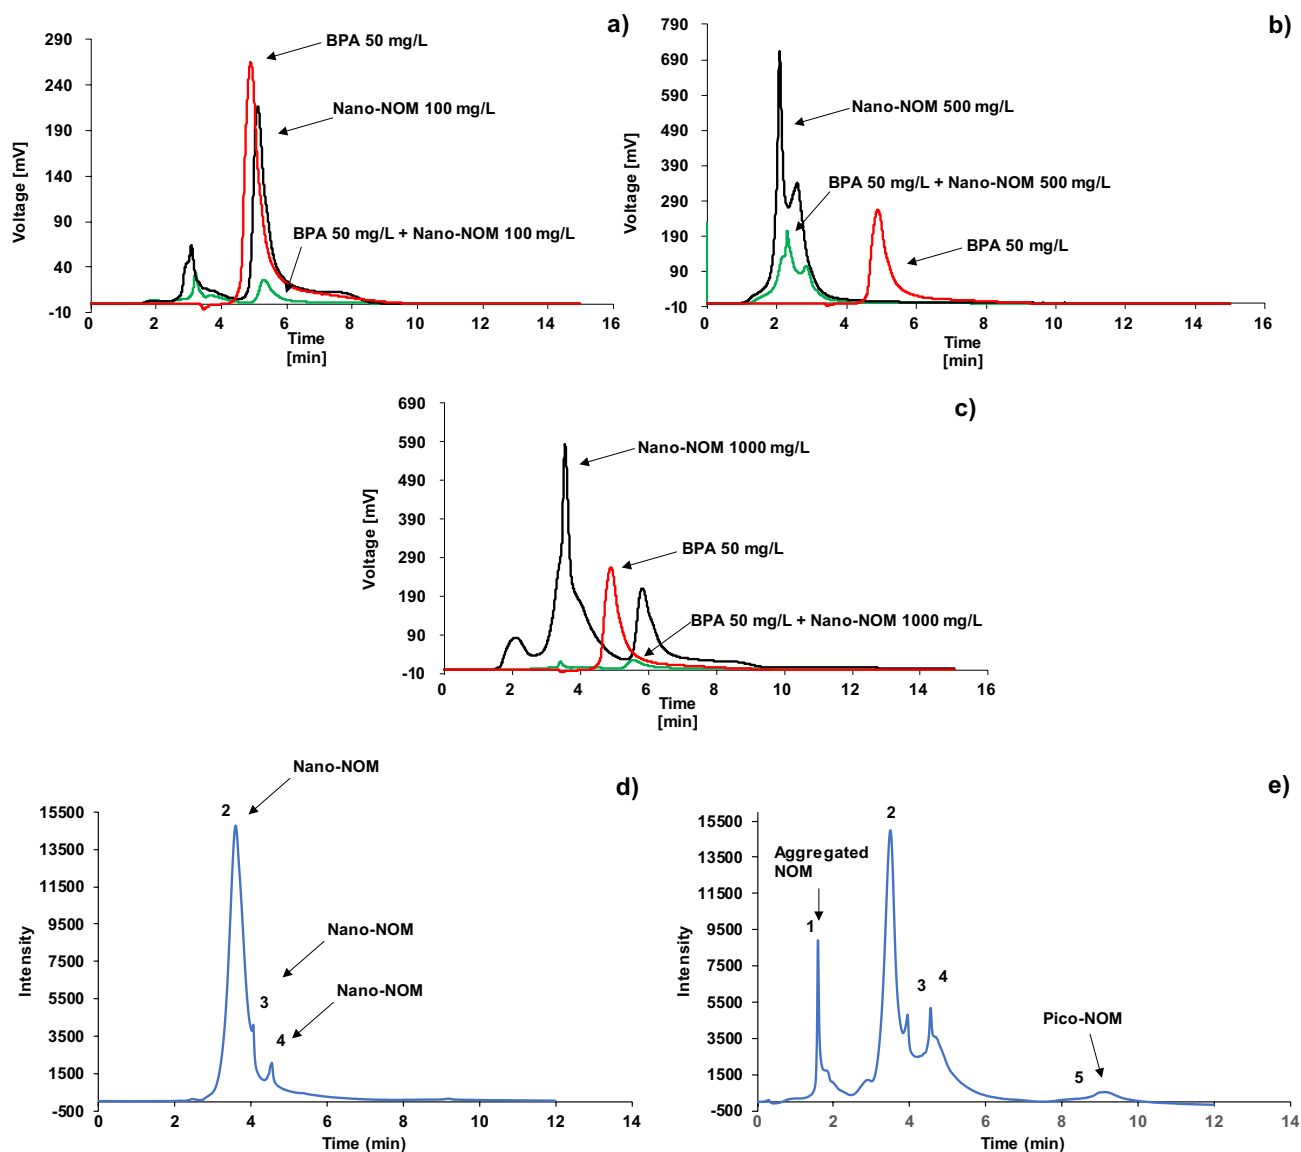 a)
290
240
190
140
90
40
-10
Voltage [mV]
0 2 4 6 8 10 12 14 16
Time
[min]
BPA 50 mg/L
Nano-NOM 100 mg/L
BPA 50 mg/L + Nano-NOM 100 mg/L
b)
790
690
590
490
390
290
190
90
-10
Voltage [mV]
0 2 4 6 8 10 12 14 16
Time
[min]
Nano-NOM 500 mg/L
BPA 50 mg/L + Nano-NOM 500 mg/L
BPA 50 mg/L
c)
690
590
490
390
290
190
90
-10
Voltage [mV]
0 2 4 6 8 10 12 14 16
Time
[min]
Nano-NOM 1000 mg/L
BPA 50 mg/L
BPA 50 mg/L + Nano-NOM 1000 mg/L
d)
15500
13500
11500
9500
7500
5500
3500
1500
-500
Intensity
0 2 4 6 8 10 12 14
Time (min)
Nano-NOM
2
Nano-NOM
3
Nano-NOM
4
e)
15500
13500
11500
9500
7500
5500
3500
1500
-500
Intensity
0 2 4 6 8 10 12 14
Time (min)
Aggregated
NOM
1
2
3
4
Pico-NOM
5